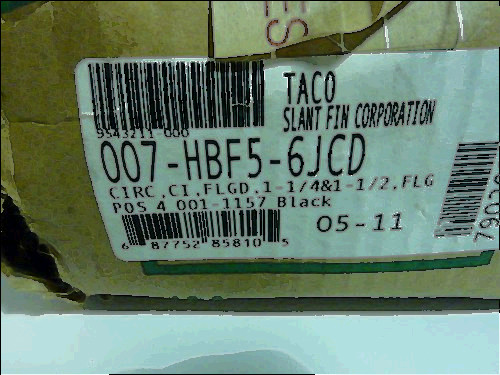 ES
TACO
SLANT FIN CORPORATION
9543211 000
007-HBF5-6JCD
CIRC,CI,FLGD,1-1/4&1-1/2,FLG
POS 4 001-1157 Black
6 87752 85810 5
05-11